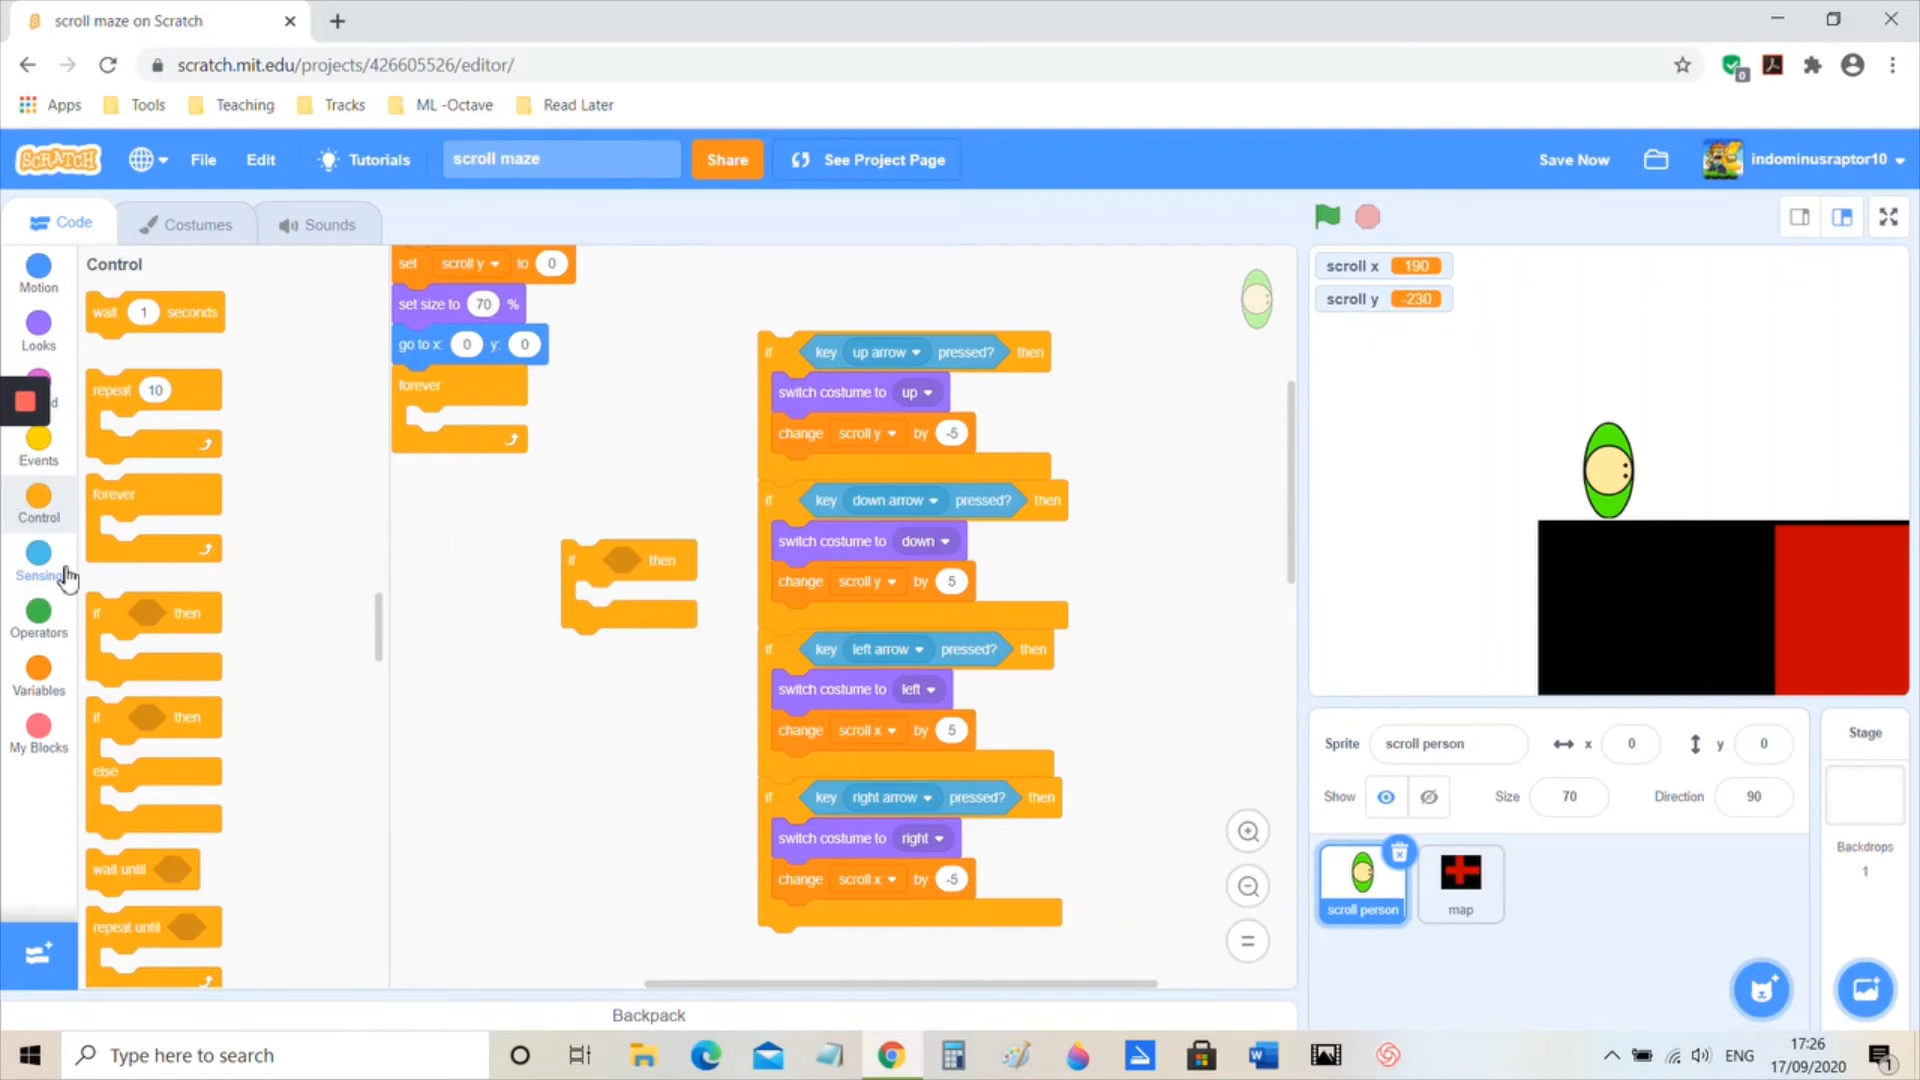 scroll maze on Scratch
scratch.mit.edu/projects/426605526/editor/
0
Apps Tools Teaching Tracks ML -Octave Read Later
SCRATCH File Edit Tutorials scroll maze Share See Project Page Save Now indominusraptor10
Code Costumes Sounds
Motion
Looks
Events
Control
Sensing
Operators
Variables
My Blocks
Control
wait 1 seconds
repeat 10
forever
if then
if then
else
wait until
repeat until
set scroll y to 0
set size to 70 %
go to x: 0 y: 0
forever
if then
if key up arrow pressed? then
switch costume to up
change scroll y by -5
if key down arrow pressed? then
switch costume to down
change scroll y by 5
if key left arrow pressed? then
switch costume to left
change scroll x by 5
if key right arrow pressed? then
switch costume to right
change scroll x by -5
scroll x 190
scroll y -230
Sprite scroll person x 0 y 0
Show Size 70 Direction 90
scroll person
map
Stage
Backdrops
1
Backpack
Type here to search
ENG
17:26
17/09/2020
1